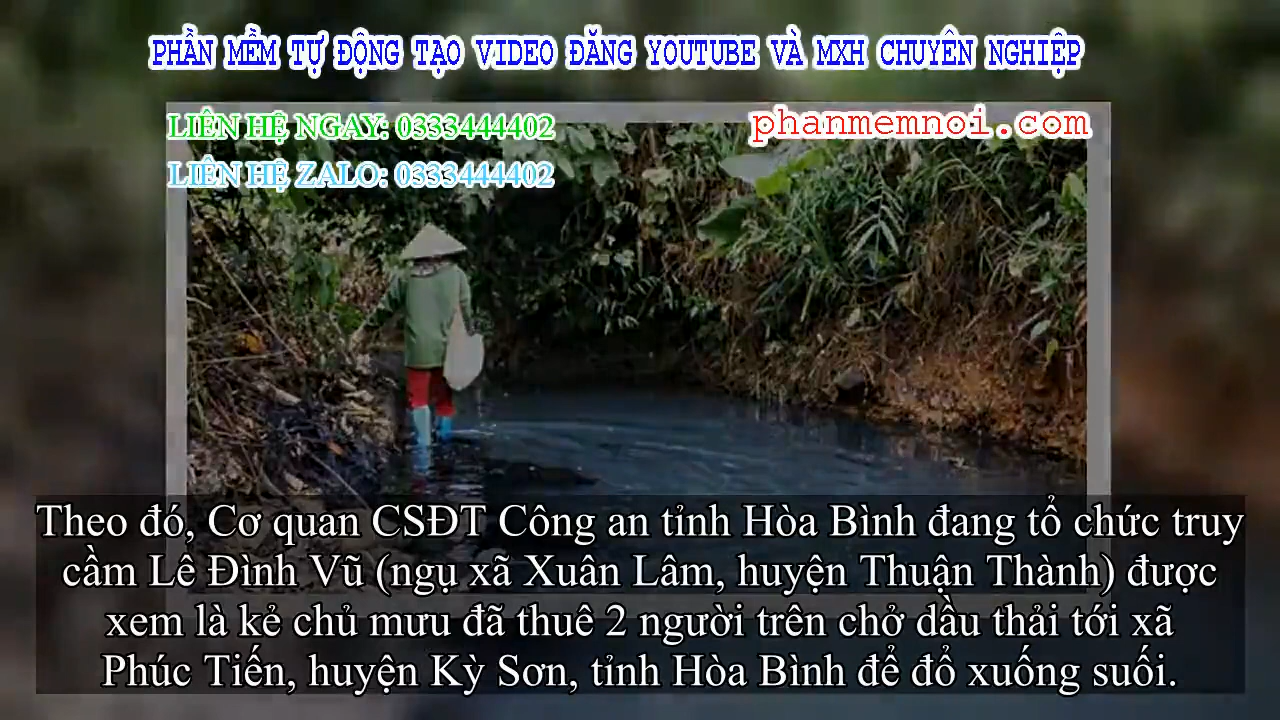 PHẦN MỀM TỰ ĐỘNG TẠO VIDEO ĐĂNG YOUTUBE VÀ MXH CHUYÊN NGHIỆP
LIÊN HỆ NGAY: 0333444402
phanmemnoi.com
LIÊN HỆ ZALO: 0333444402
Theo đó, Cơ quan CSĐT Công an tỉnh Hòa Bình đang tổ chức truy
cầm Lê Đình Vũ (ngụ xã Xuân Lâm, huyện Thuận Thành) được
xem là kẻ chủ mưu đã thuê 2 người trên chở dầu thải tới xã
Phúc Tiến, huyện Kỳ Sơn, tỉnh Hòa Bình để đổ xuống suối.